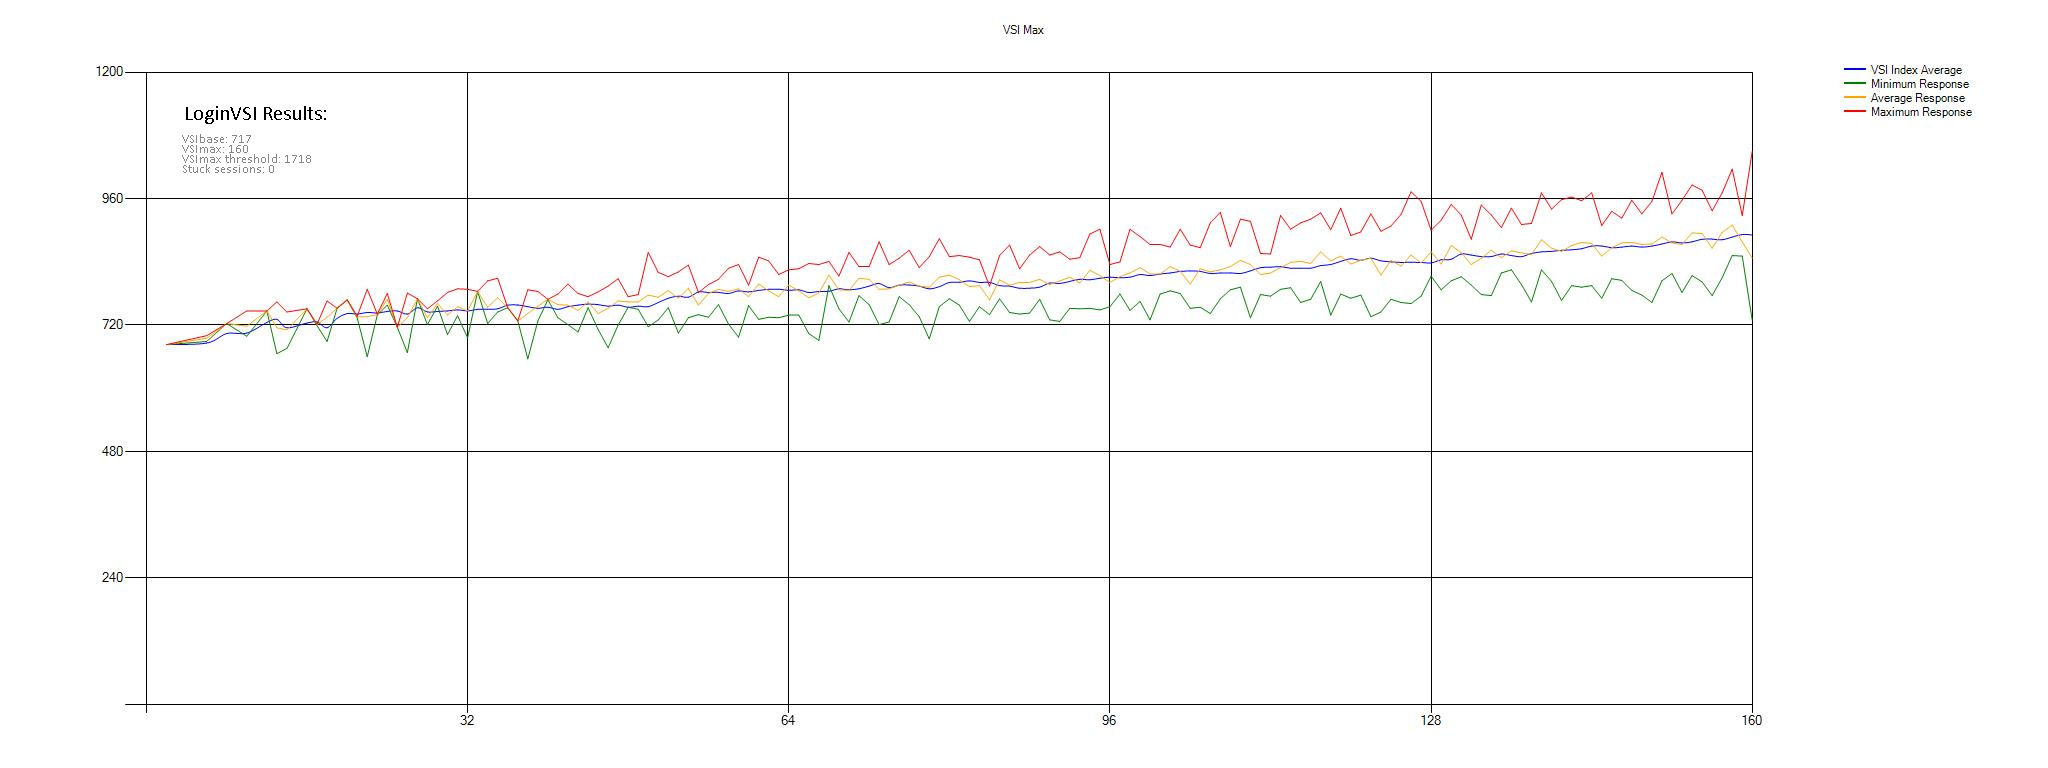 VSI Max
1200
960
720
480
240
32
64
96
128
160
LoginVSI Results:
VSIbase: 717
VSImax: 160
VSImax threshold: 1718
Stuck sessions: 0
VSI Index Average
Minimum Response
Average Response
Maximum Response